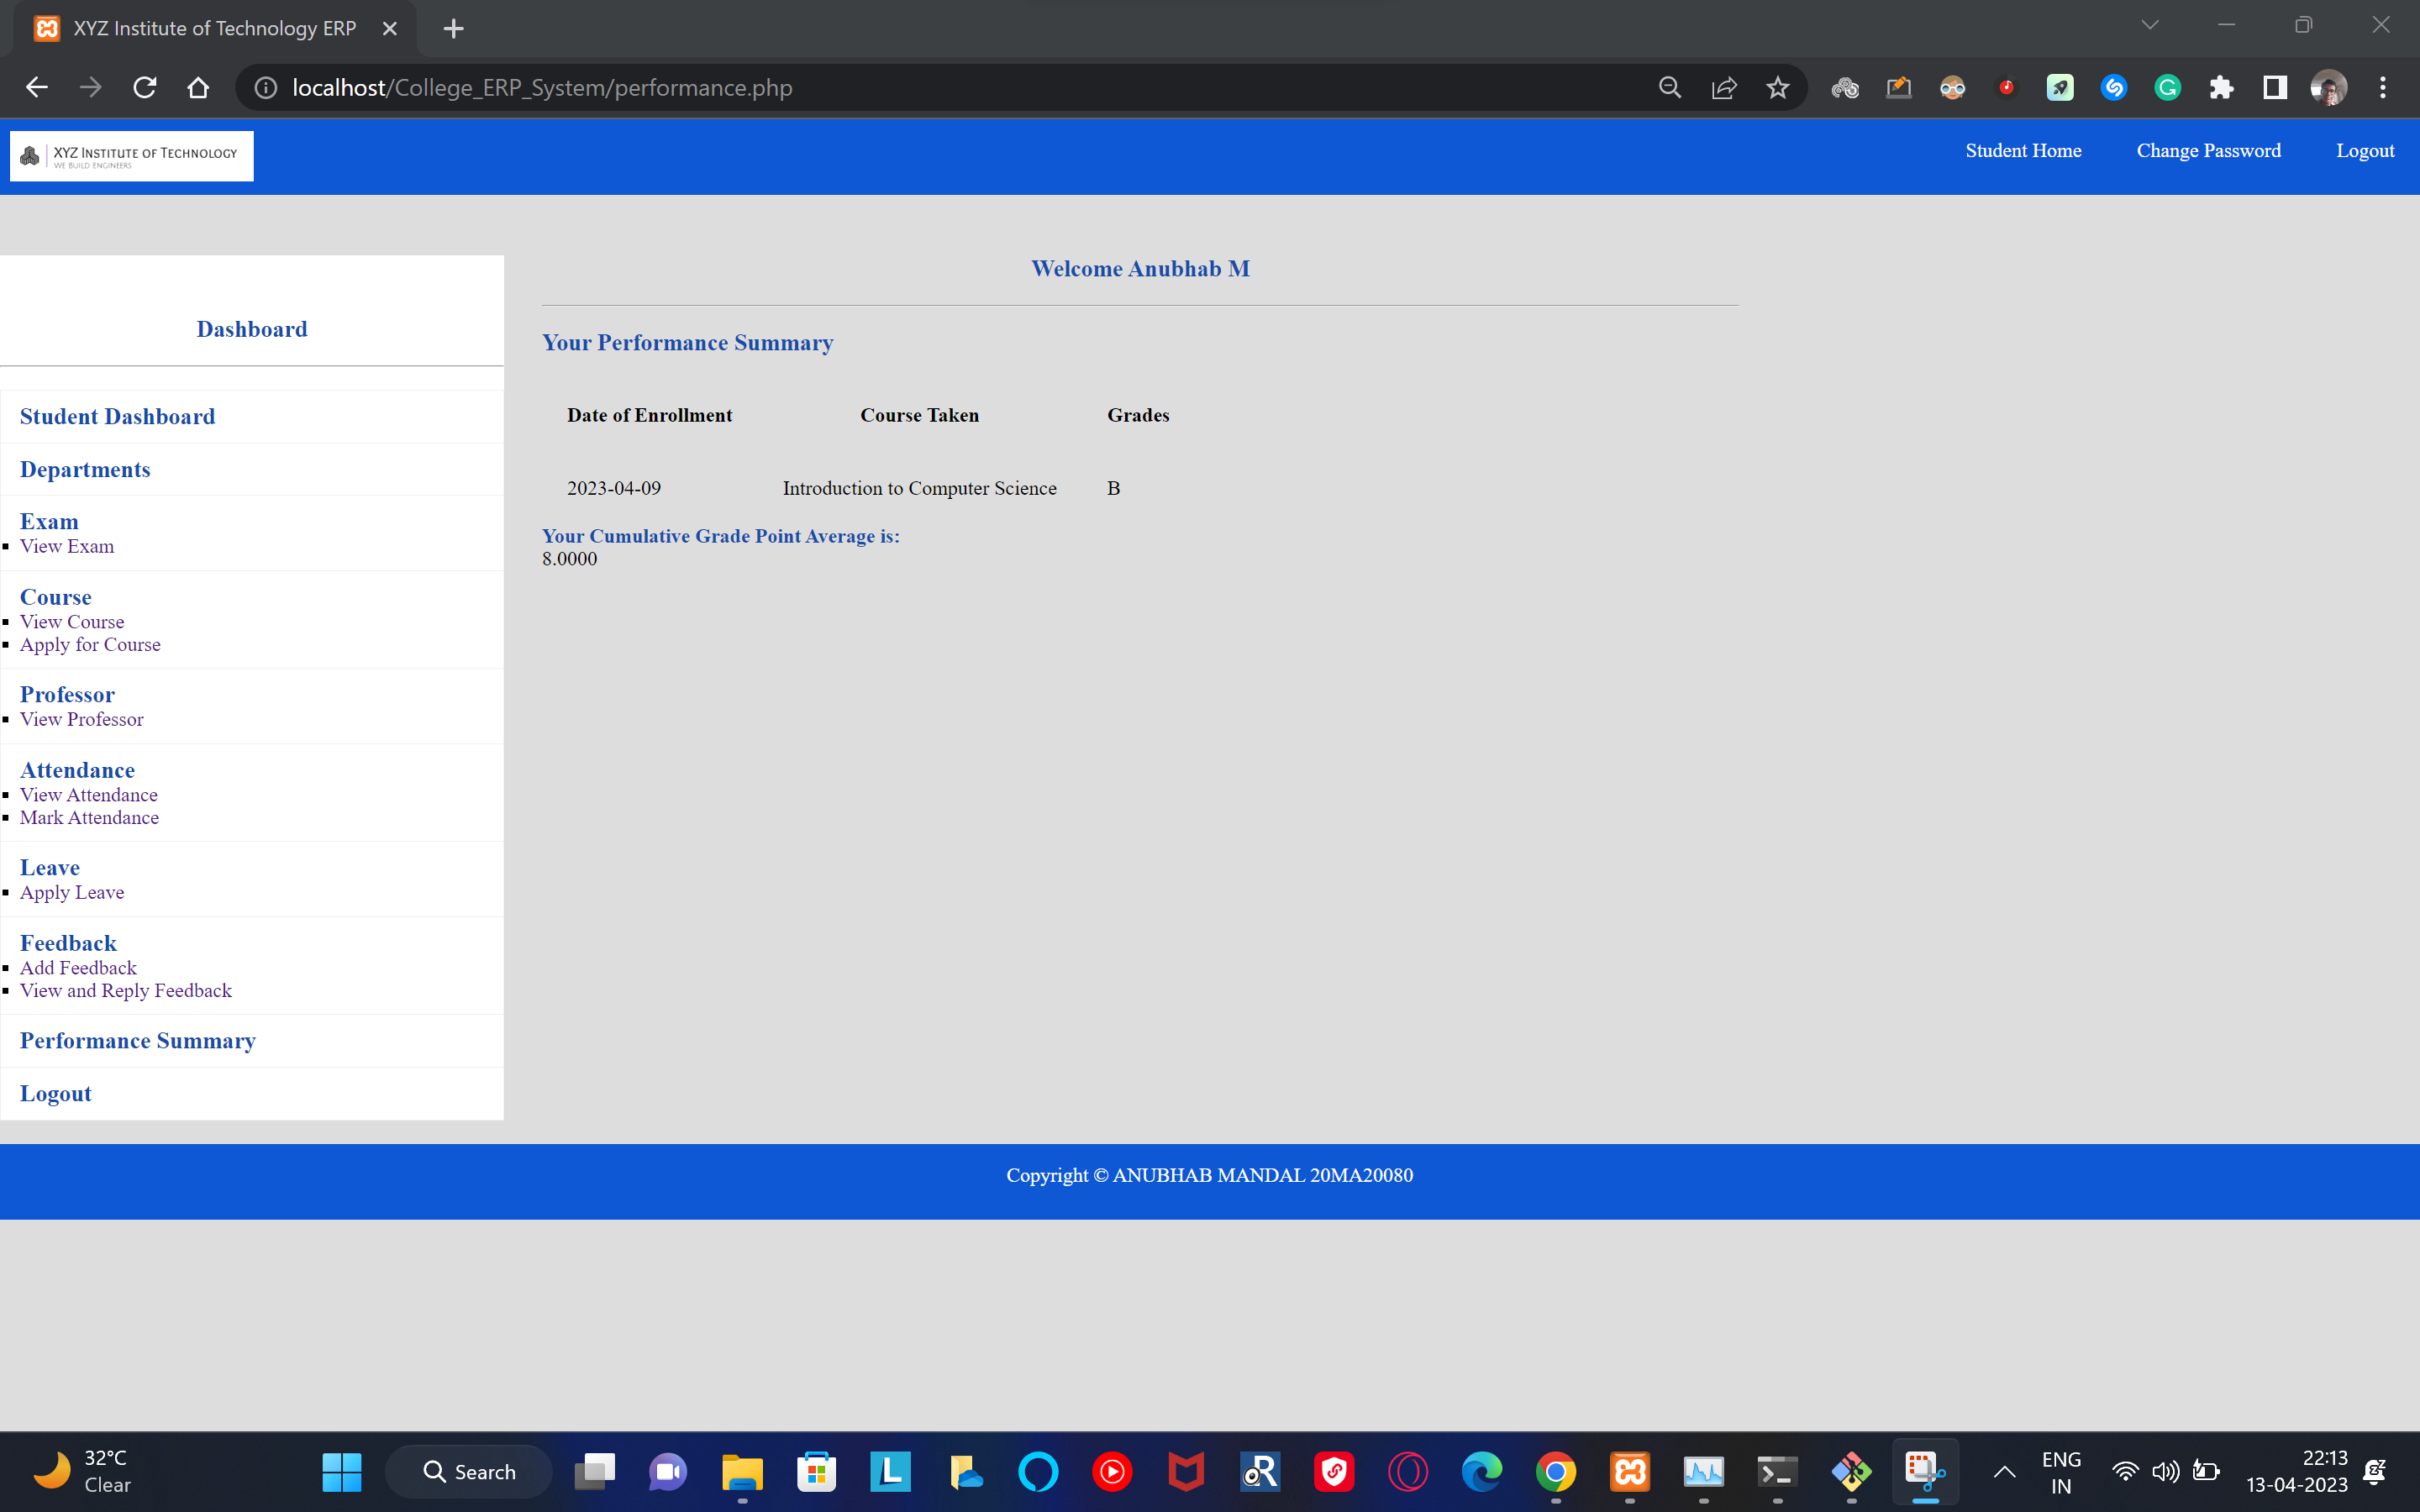 XYZ Institute of Technology ERP
localhost/College_ERP_System/performance.php
XYZ INSTITUTE OF TECHNOLOGY
WE BUILD ENGINEERS
Student Home
Change Password
Logout
Dashboard
Student Dashboard
Departments
Exam
View Exam
Course
View Course
Apply for Course
Professor
View Professor
Attendance
View Attendance
Mark Attendance
Leave
Apply Leave
Feedback
Add Feedback
View and Reply Feedback
Performance Summary
Logout
Welcome Anubhab M
Your Performance Summary
Date of Enrollment Course Taken Grades
2023-04-09 Introduction to Computer Science B
Your Cumulative Grade Point Average is:
8.0000
Copyright © ANUBHAB MANDAL 20MA20080
32°C
Clear
Search
ENG
IN
22:13
13-04-2023